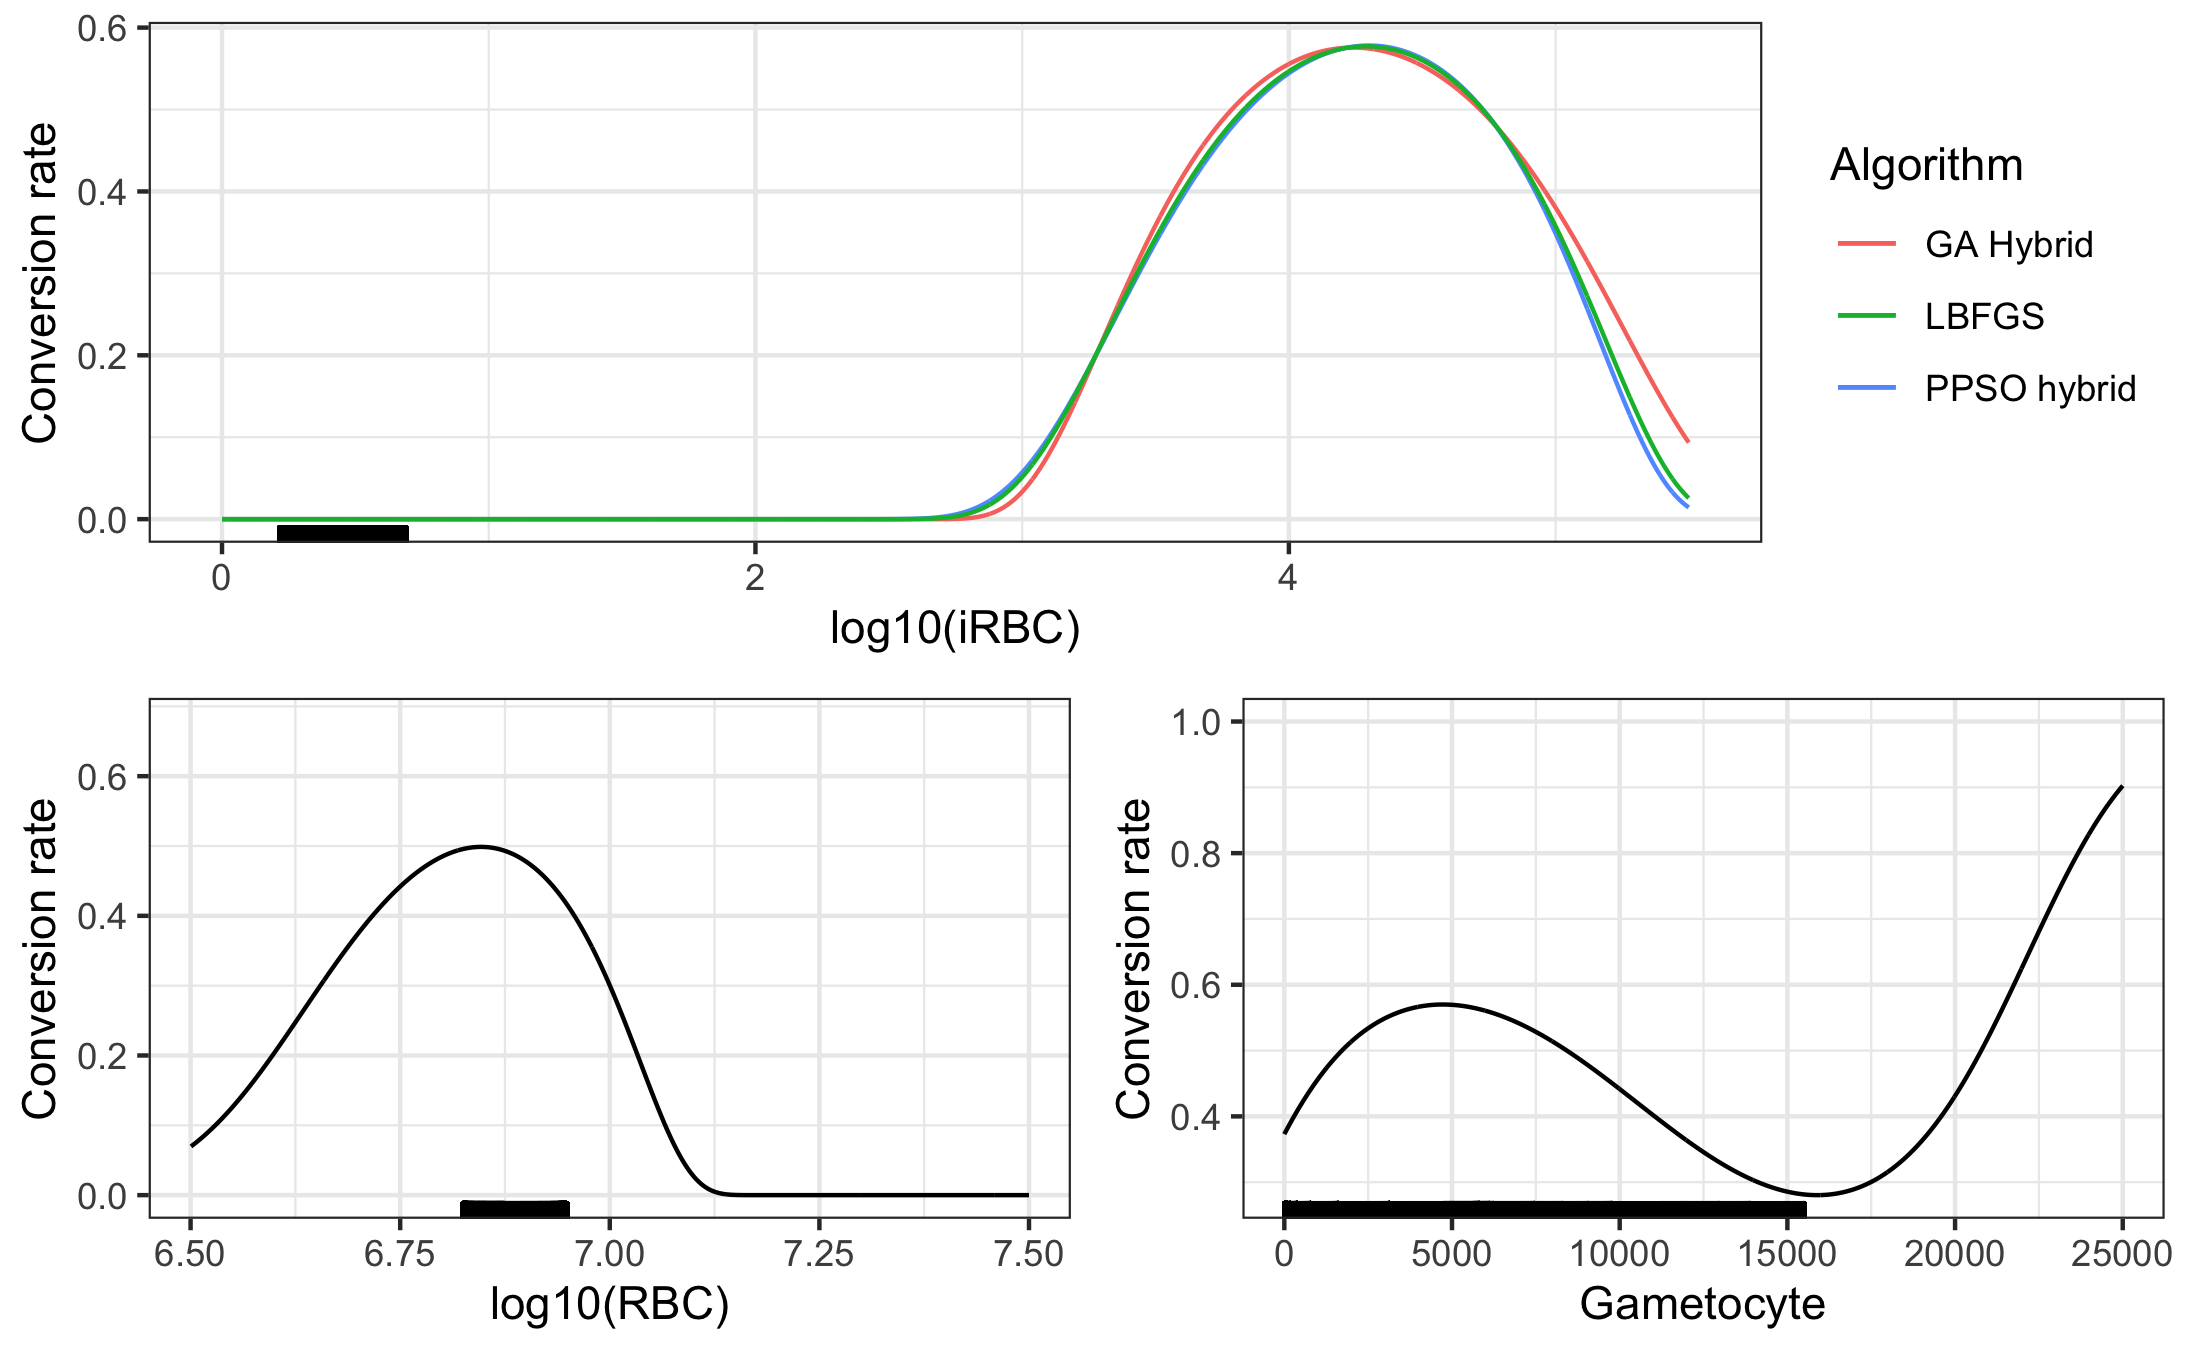 Conversion rate
0.6
0.4
0.2
0.0
0 2 4
log10(iRBC)
Algorithm
GA Hybrid
LBFGS
PPSO hybrid
Conversion rate
0.6
0.4
0.2
0.0
6.50 6.75 7.00 7.25 7.50
log10(RBC)
Conversion rate
1.0
0.8
0.6
0.4
0 5000 10000 15000 20000 25000
Gametocyte